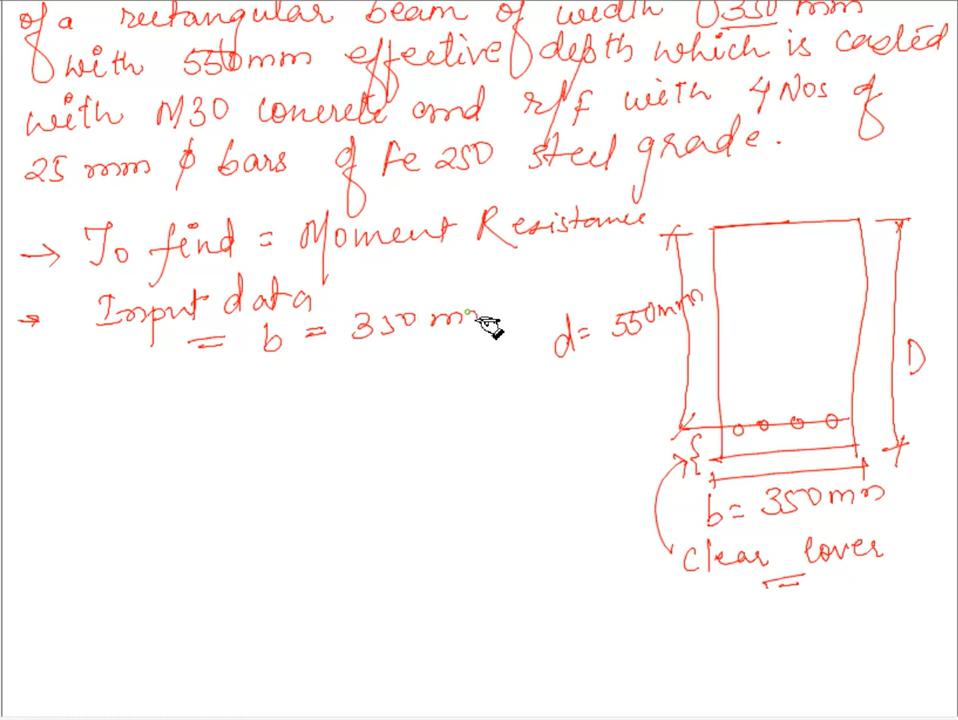 of a rectangular beam of width 350 mm
with 550mm effective depth which is casted
with M30 concrete and r/f with 4 Nos of
25 mm ϕ bars of Fe 250 steel grade.
→ To find = Moment Resistance
→ Input data
= b = 350 mm
d = 550mm
D
b = 350mm
Clear cover